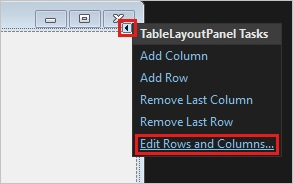 TableLayoutPanel Tasks
Add Column
Add Row
Remove Last Column
Remove Last Row
Edit Rows and Columns...